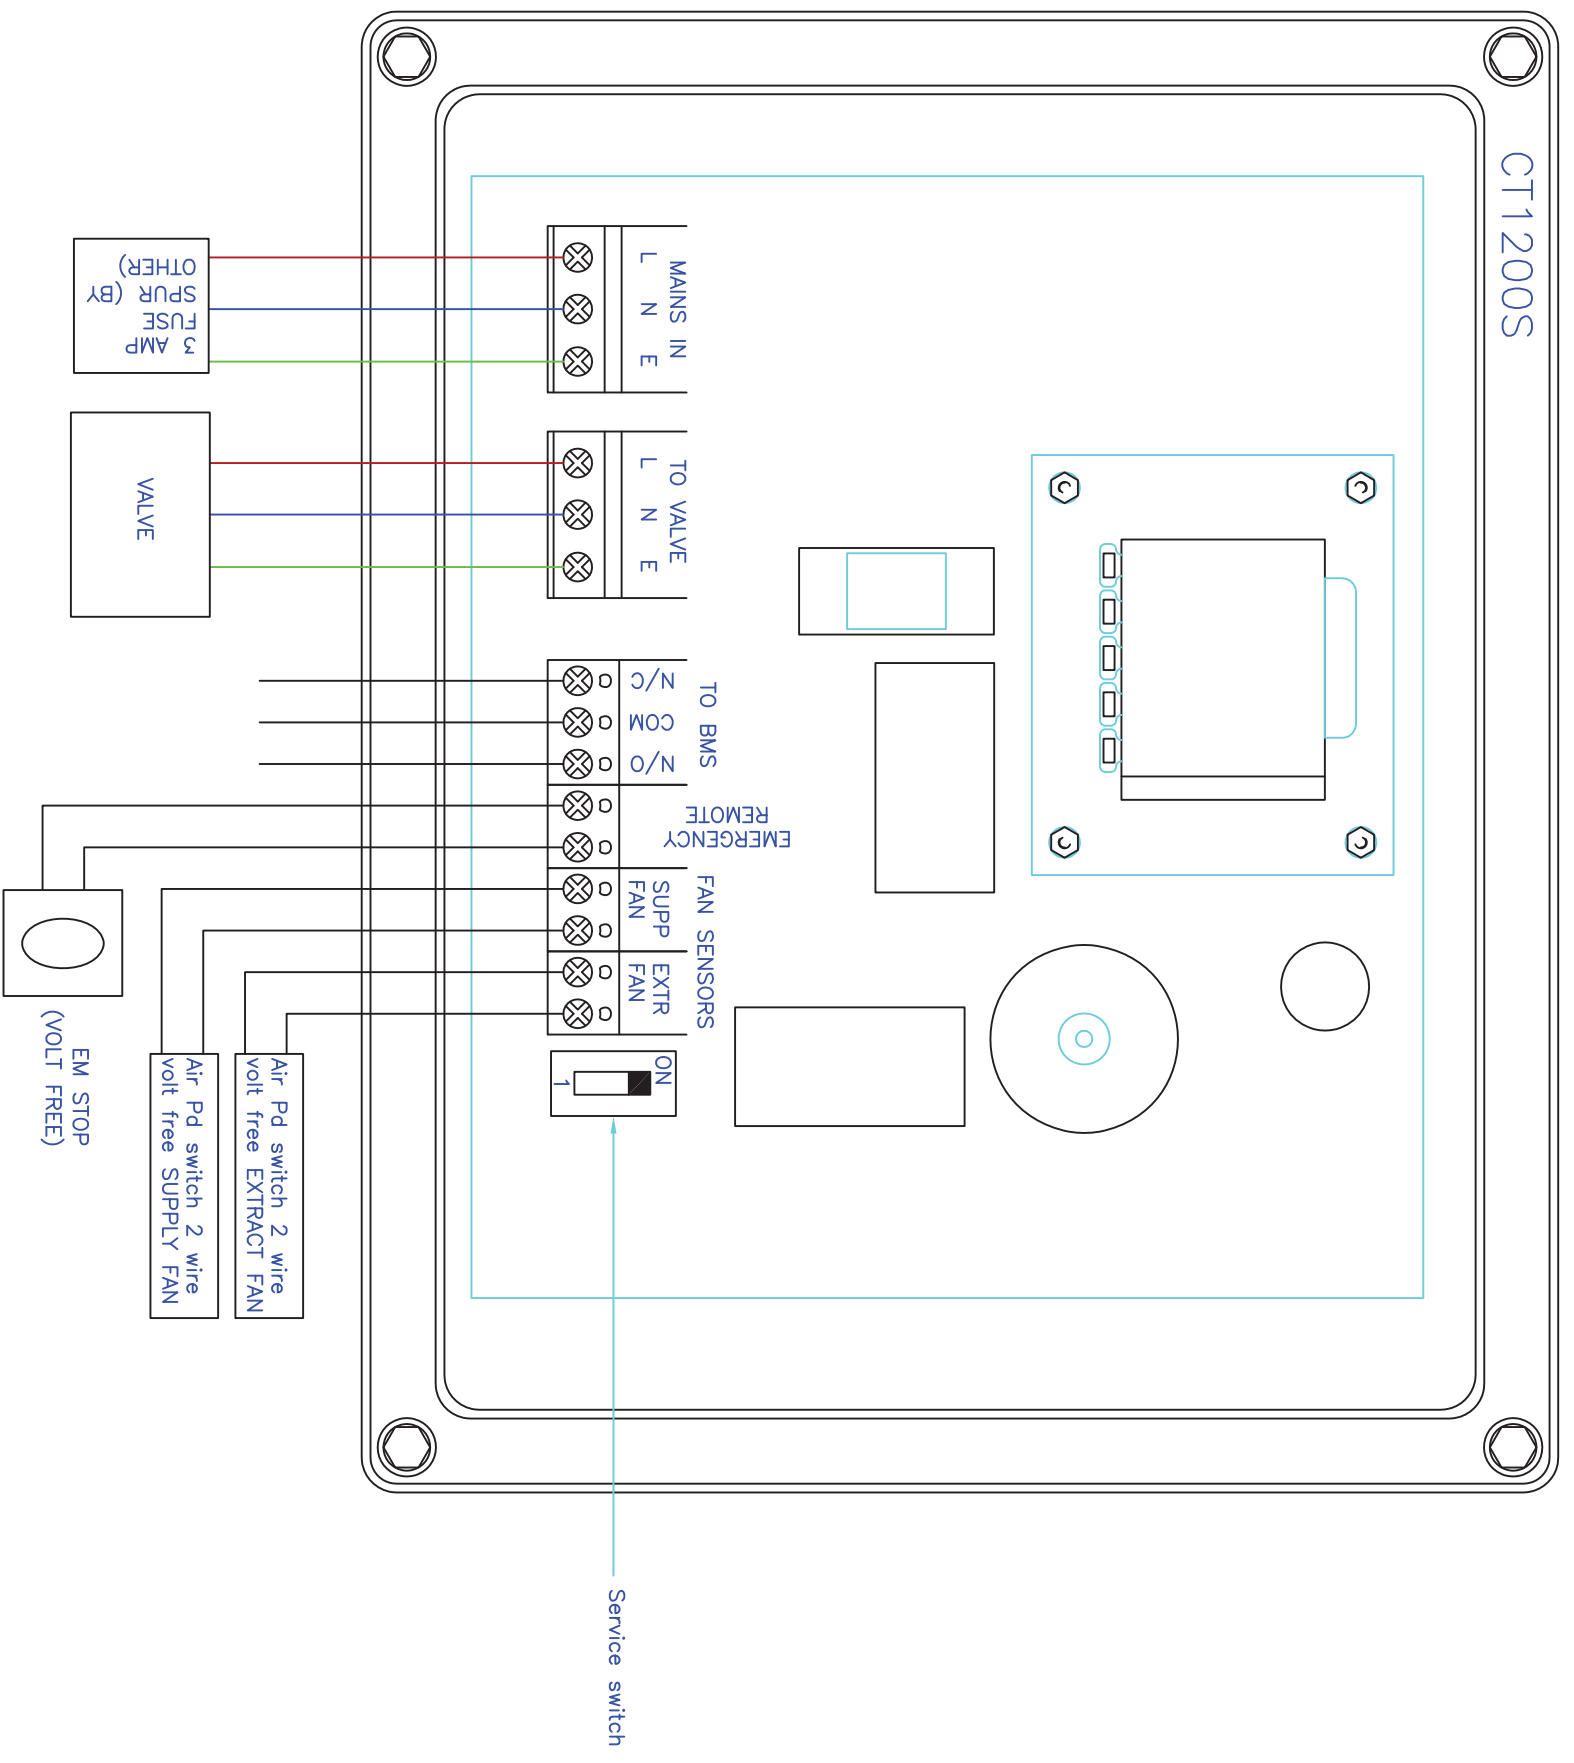 CT1200S
MAINS IN
L N E
3 AMP
FUSE
SPUR (BY
OTHER)
TO VALVE
L N E
VALVE
TO BMS
N/C
COM
N/O
REMOTE
EMERGENCY
FAN SENSORS
SUPP
FAN
EXTR
FAN
ON
1
EM STOP
(VOLT FREE)
Air Pd switch 2 wire
volt free SUPPLY FAN
Air Pd switch 2 wire
volt free EXTRACT FAN
Service switch